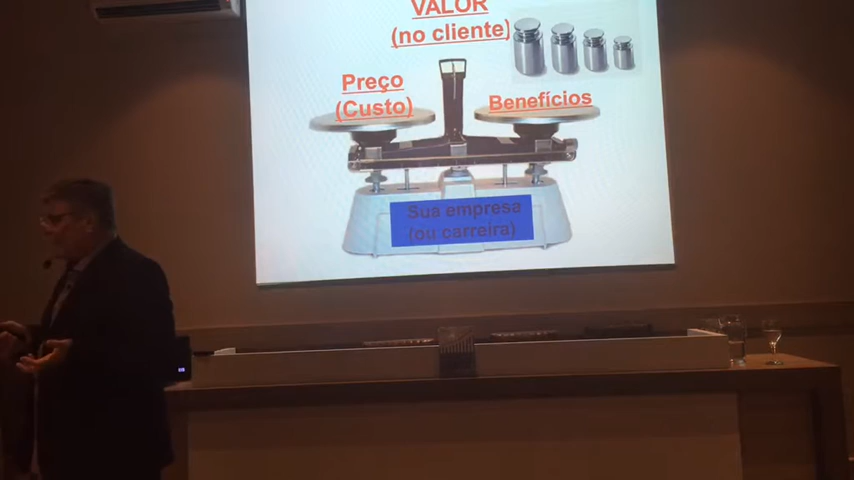 VALOR
(no cliente)
Preço
(Custo)
Benefícios
Sua empresa
(ou carreira)